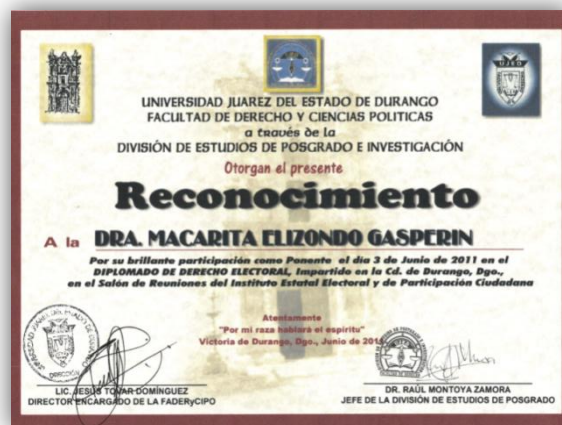 UJED
UNIVERSIDAD JUAREZ DEL ESTADO DE DURANGO
FACULTAD DE DERECHO Y CIENCIAS POLITICAS
a través de la
DIVISIÓN DE ESTUDIOS DE POSGRADO E INVESTIGACIÓN
Otorgan el presente
Reconocimiento
A la DRA. MACARITA ELIZONDO GASPERIN
Por su brillante participación como Ponente el día 3 de Junio de 2011 en el
DIPLOMADO DE DERECHO ELECTORAL, Impartido en la Cd. de Durango, Dgo.,
en el Salón de Reuniones del Instituto Estatal Electoral y de Participación Ciudadana
Atentamente
"Por mi raza hablará el espíritu"
Victoria de Durango, Dgo., Junio de 2011
LIC. JESÚS TOVAR DOMÍNGUEZ
DIRECTOR ENCARGADO DE LA FADERyCIPO
DR. RAÚL MONTOYA ZAMORA
JEFE DE LA DIVISIÓN DE ESTUDIOS DE POSGRADO